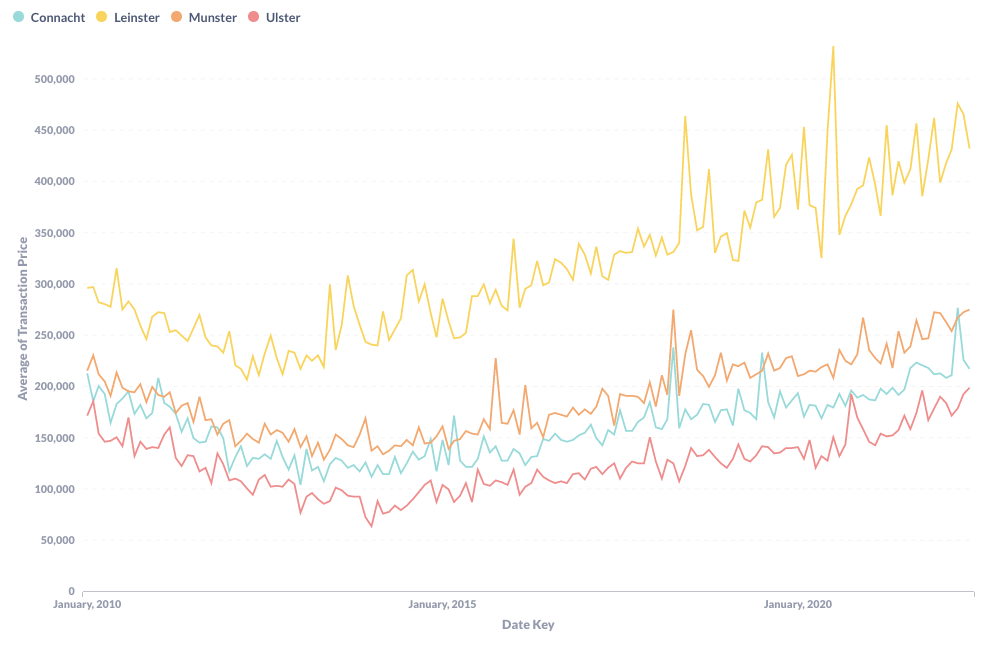 Connacht Leinster Munster Ulster
500,000
450,000
400,000
350,000
300,000
250,000
200,000
150,000
100,000
50,000
0
Average of Transaction Price
January, 2010 January, 2015 January, 2020
Date Key